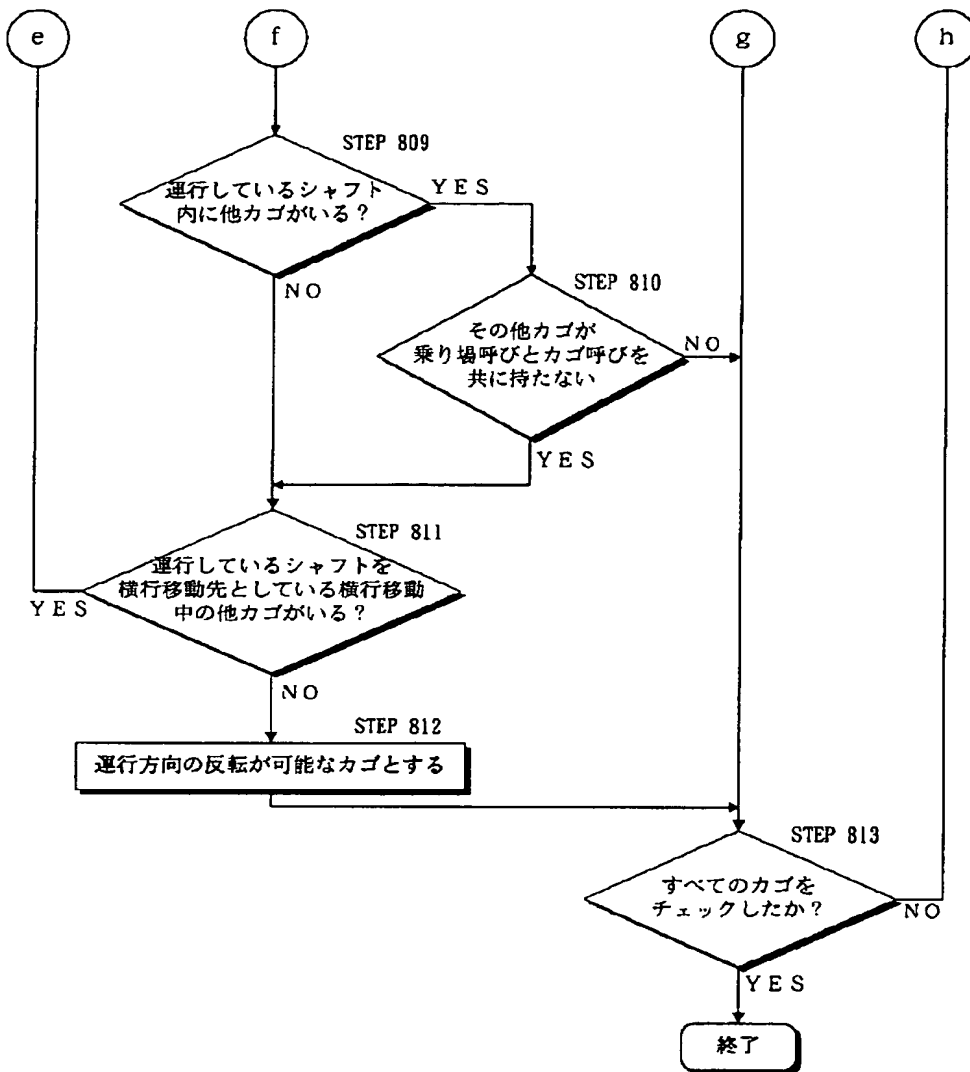 e
f
g
h
STEP 809
運行しているシャフト
内に他カゴがいる？
YES
NO
STEP 810
その他カゴが
乗り場呼びとカゴ呼びを
共に持たない
NO
YES
STEP 811
運行しているシャフトを
横行移動先としている横行移動
中の他カゴがいる？
YES
NO
STEP 812
運行方向の反転が可能なカゴとする
STEP 813
すべてのカゴを
チェックしたか？
NO
YES
終了